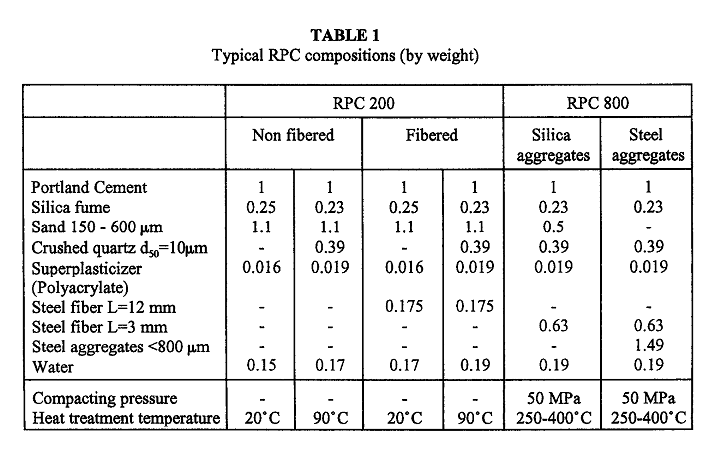 TABLE 1
Typical RPC compositions (by weight)
RPC 200 RPC 800
Non fibered Fibered Silica aggregates Steel aggregates
Portland Cement 1 1 1 1 1 1
Silica fume 0.25 0.23 0.25 0.23 0.23 0.23
Sand 150 - 600 µm 1.1 1.1 1.1 1.1 0.5 -
Crushed quartz d50=10µm - 0.39 - 0.39 0.39 0.39
Superplasticizer 0.016 0.019 0.016 0.019 0.019 0.019
(Polyacrylate)
Steel fiber L=12 mm - - 0.175 0.175 - -
Steel fiber L=3 mm - - - - 0.63 0.63
Steel aggregates <800 µm - - - - - 1.49
Water 0.15 0.17 0.17 0.19 0.19 0.19
Compacting pressure - - - - 50 MPa 50 MPa
Heat treatment temperature 20°C 90°C 20°C 90°C 250-400°C 250-400°C